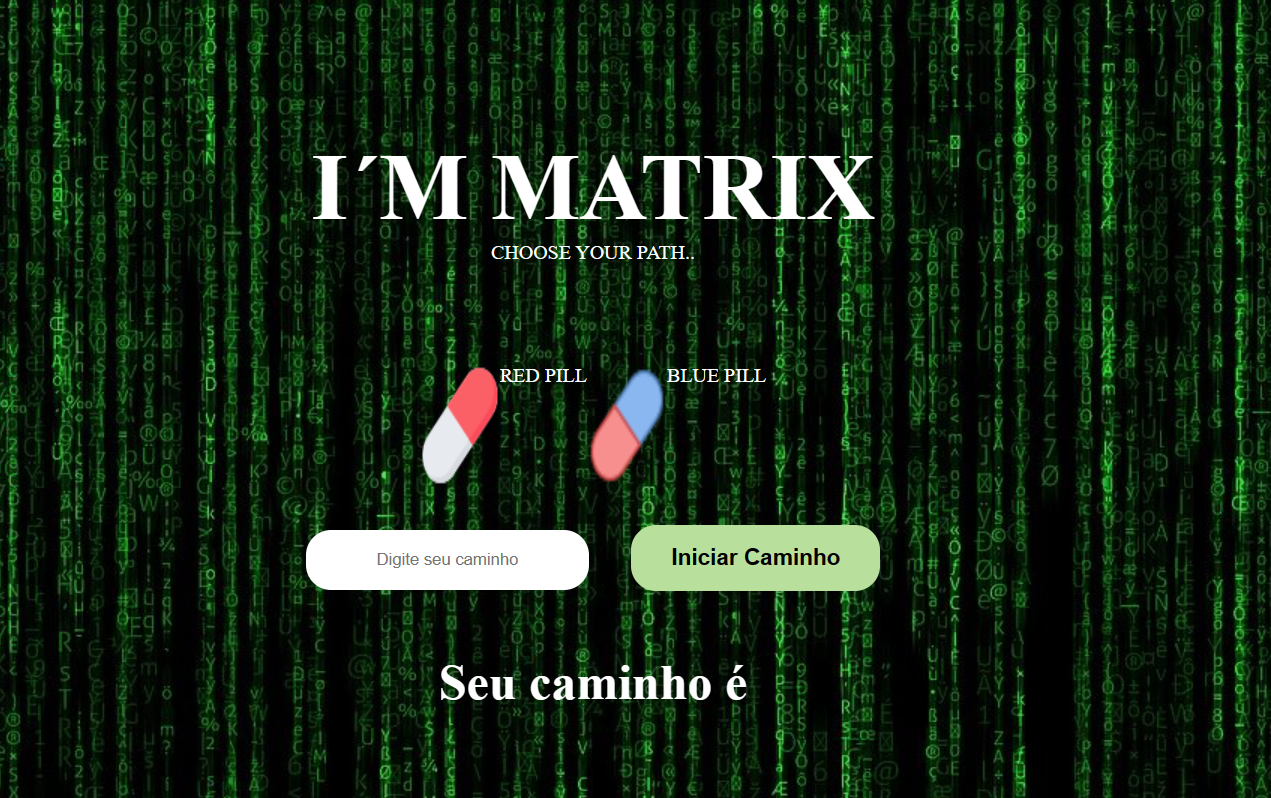 I´M MATRIX
CHOOSE YOUR PATH..
RED PILL BLUE PILL
Digite seu caminho Iniciar Caminho
Seu caminho é